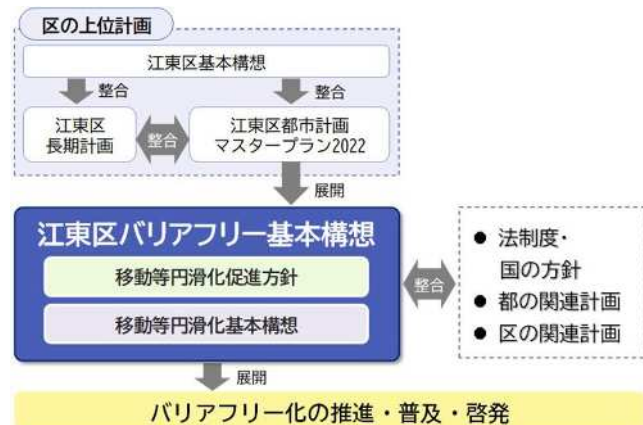 区の上位計画
江東区基本構想
整合
整合
江東区
長期計画
整合
江東区都市計画
マスタープラン2022
展開
江東区バリアフリー基本構想
移動等円滑化促進方針
移動等円滑化基本構想
整合
● 法制度・
国の方針
● 都の関連計画
● 区の関連計画
展開
バリアフリー化の推進・普及・啓発